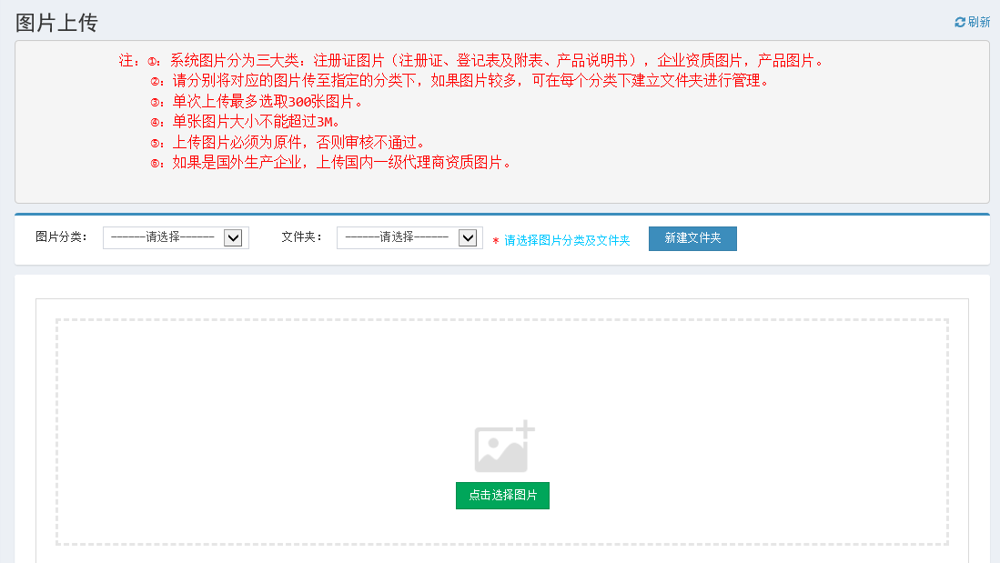 图片上传
刷新
注：①：系统图片分为三大类：注册证图片（注册证、登记表及附表、产品说明书），企业资质图片，产品图片。
②：请分别将对应的图片传至指定的分类下，如果图片较多，可在每个分类下建立文件夹进行管理。
③：单次上传最多选取300张图片。
④：单张图片大小不能超过3M。
⑤：上传图片必须为原件，否则审核不通过。
⑥：如果是国外生产企业，上传国内一级代理商资质图片。
图片分类： ------请选择------ 文件夹： ------请选择------ * 请选择图片分类及文件夹 新建文件夹
点击选择图片